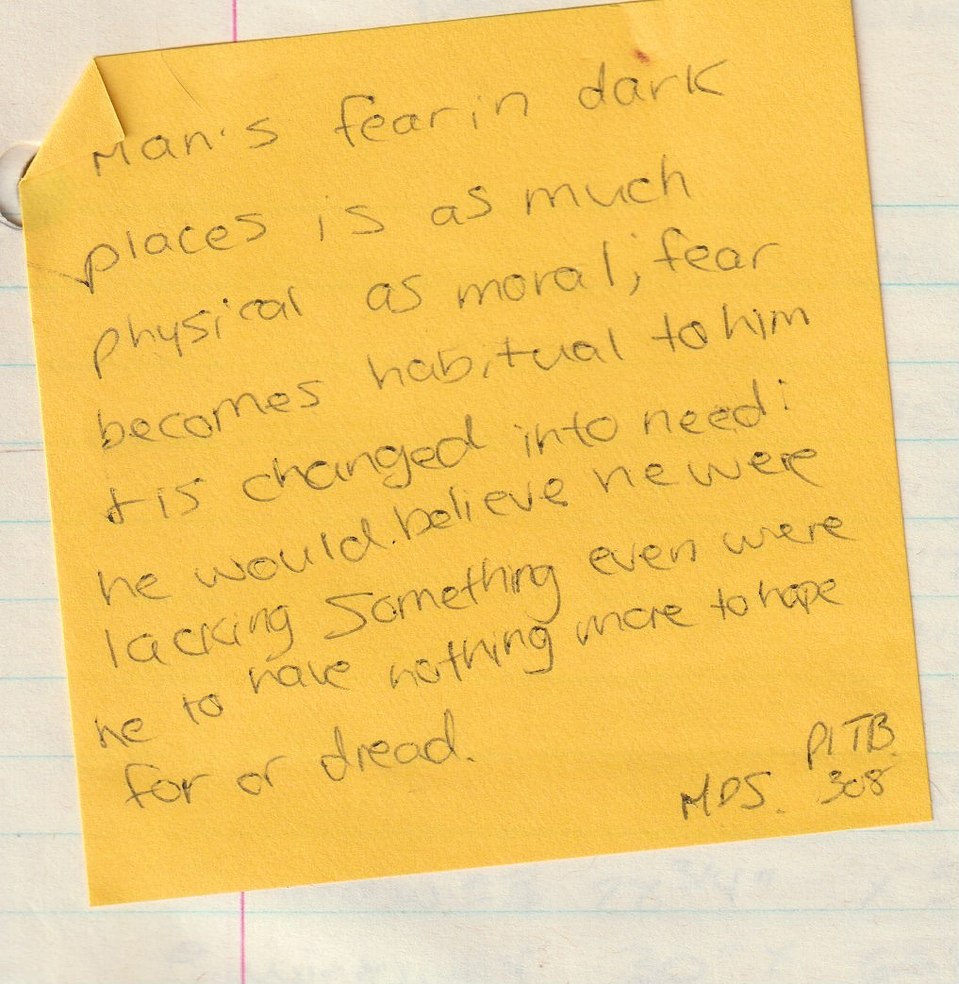 Man's fear in dark
places is as much
physical as moral; fear
becomes habitual to him
+ is changed into need:
he would believe he were
lacking something even were
he to have nothing more to hope
for or dread.
PITB
MDS. 308